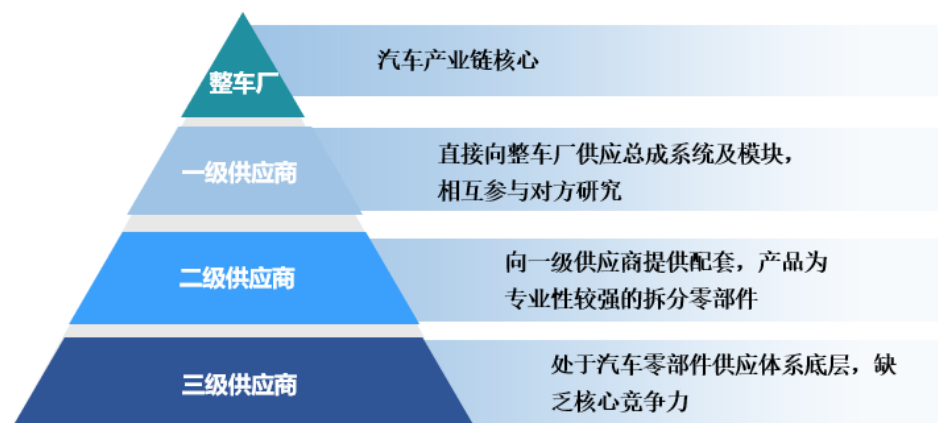 整车厂
汽车产业链核心
一级供应商
直接向整车厂供应总成系统及模块，
相互参与对方研究
二级供应商
向一级供应商提供配套，产品为
专业性较强的拆分零部件
三级供应商
处于汽车零部件供应体系底层，缺
乏核心竞争力